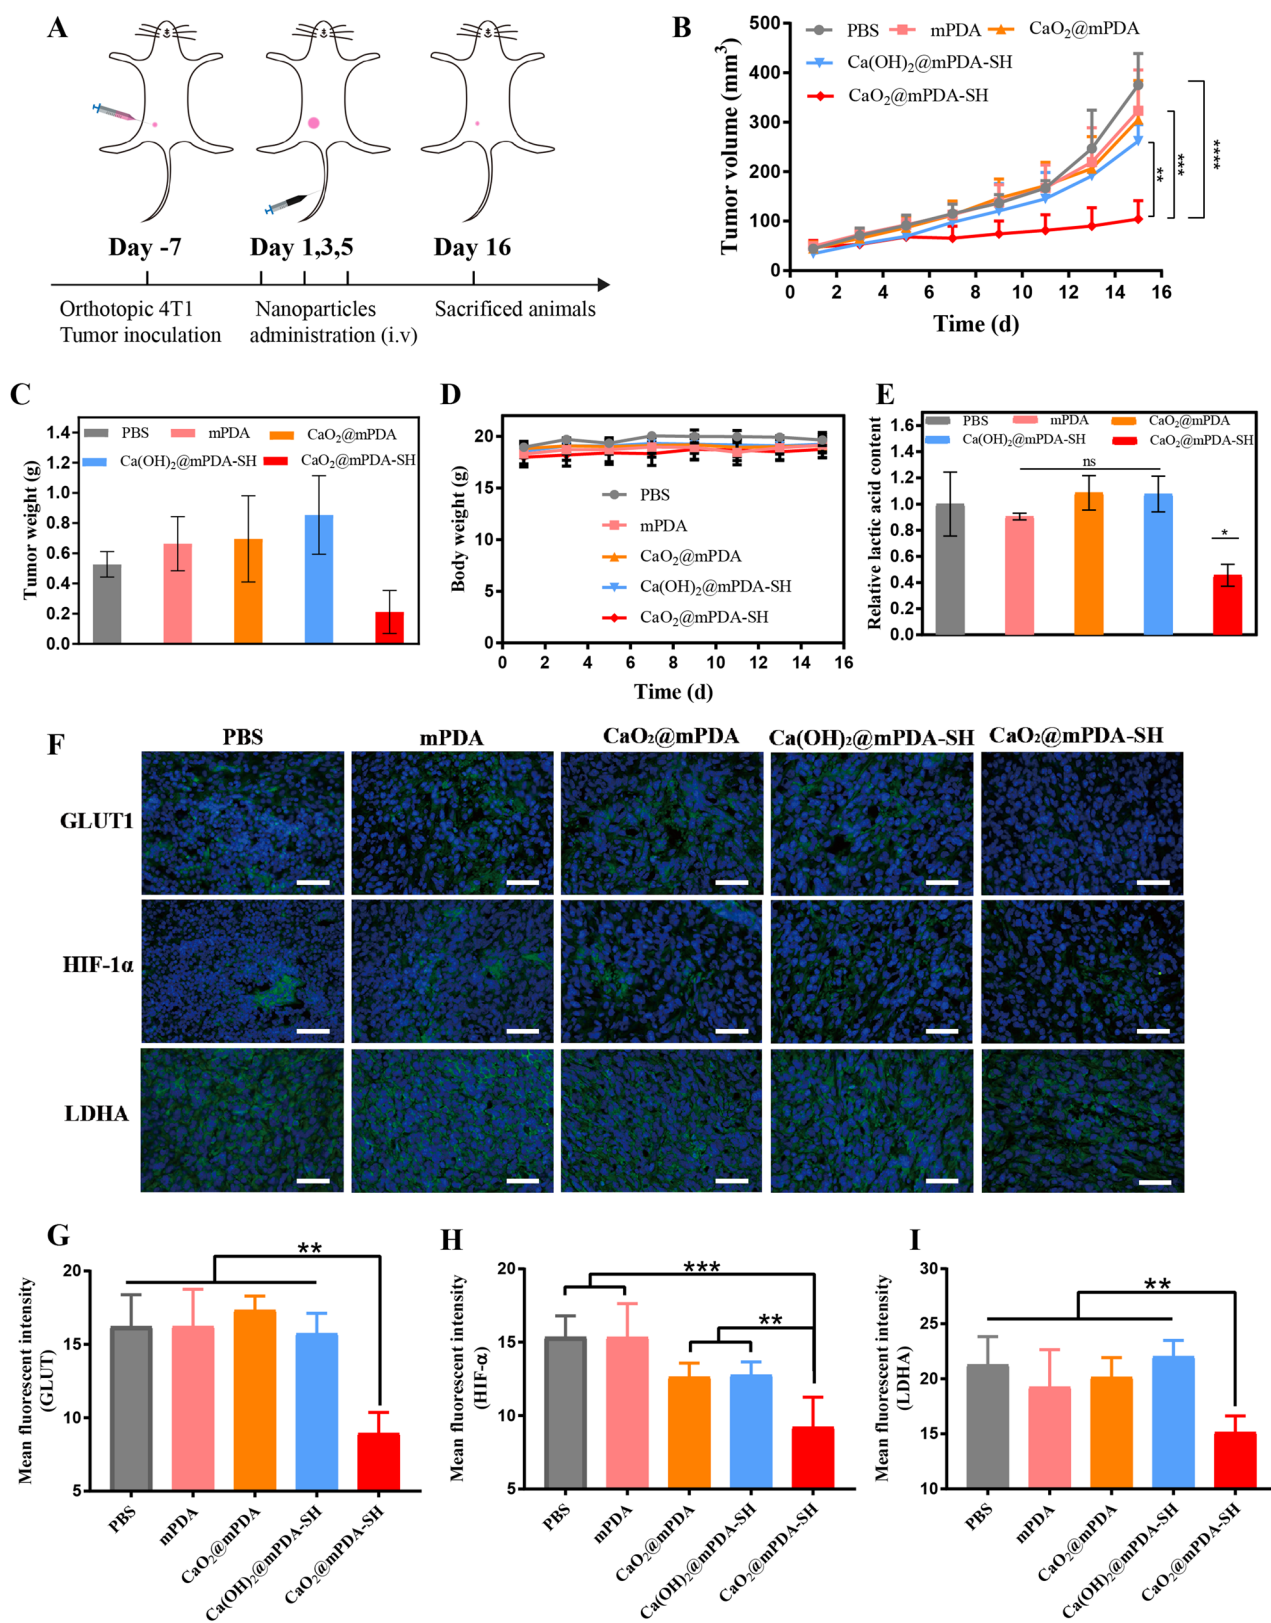 A
Day -7
Day 1,3,5
Day 16
Orthotopic 4T1
Tumor inoculation
Nanoparticles
administration (i.v)
Sacrificed animals
B
Tumor volume (mm³)
500
400
300
200
100
0
PBS
mPDA
CaO₂@mPDA
Ca(OH)₂@mPDA-SH
CaO₂@mPDA-SH
**
***
****
0 2 4 6 8 10 12 14 16
Time (d)
C
Tumor weight (g)
1.4
1.2
1.0
0.8
0.6
0.4
0.2
0.0
PBS
mPDA
CaO₂@mPDA
Ca(OH)₂@mPDA-SH
CaO₂@mPDA-SH
D
Body weight (g)
20
15
10
5
0
PBS
mPDA
CaO₂@mPDA
Ca(OH)₂@mPDA-SH
CaO₂@mPDA-SH
0 2 4 6 8 10 12 14 16
Time (d)
E
Relative lactic acid content
1.6
1.4
1.2
1.0
0.8
0.6
0.4
0.2
0.0
PBS
mPDA
CaO₂@mPDA
Ca(OH)₂@mPDA-SH
CaO₂@mPDA-SH
ns
*
F
PBS
mPDA
CaO₂@mPDA
Ca(OH)₂@mPDA-SH
CaO₂@mPDA-SH
GLUT1
HIF-1α
LDHA
G
Mean fluorescent intensity
(GLUT)
20
15
10
5
**
PBS
mPDA
CaO₂@mPDA
Ca(OH)₂@mPDA-SH
CaO₂@mPDA-SH
H
Mean fluorescent intensity
(HIF-α)
20
15
10
5
***
**
PBS
mPDA
CaO₂@mPDA
Ca(OH)₂@mPDA-SH
CaO₂@mPDA-SH
I
Mean fluorescent intensity
(LDHA)
30
25
20
15
10
**
PBS
mPDA
CaO₂@mPDA
Ca(OH)₂@mPDA-SH
CaO₂@mPDA-SH